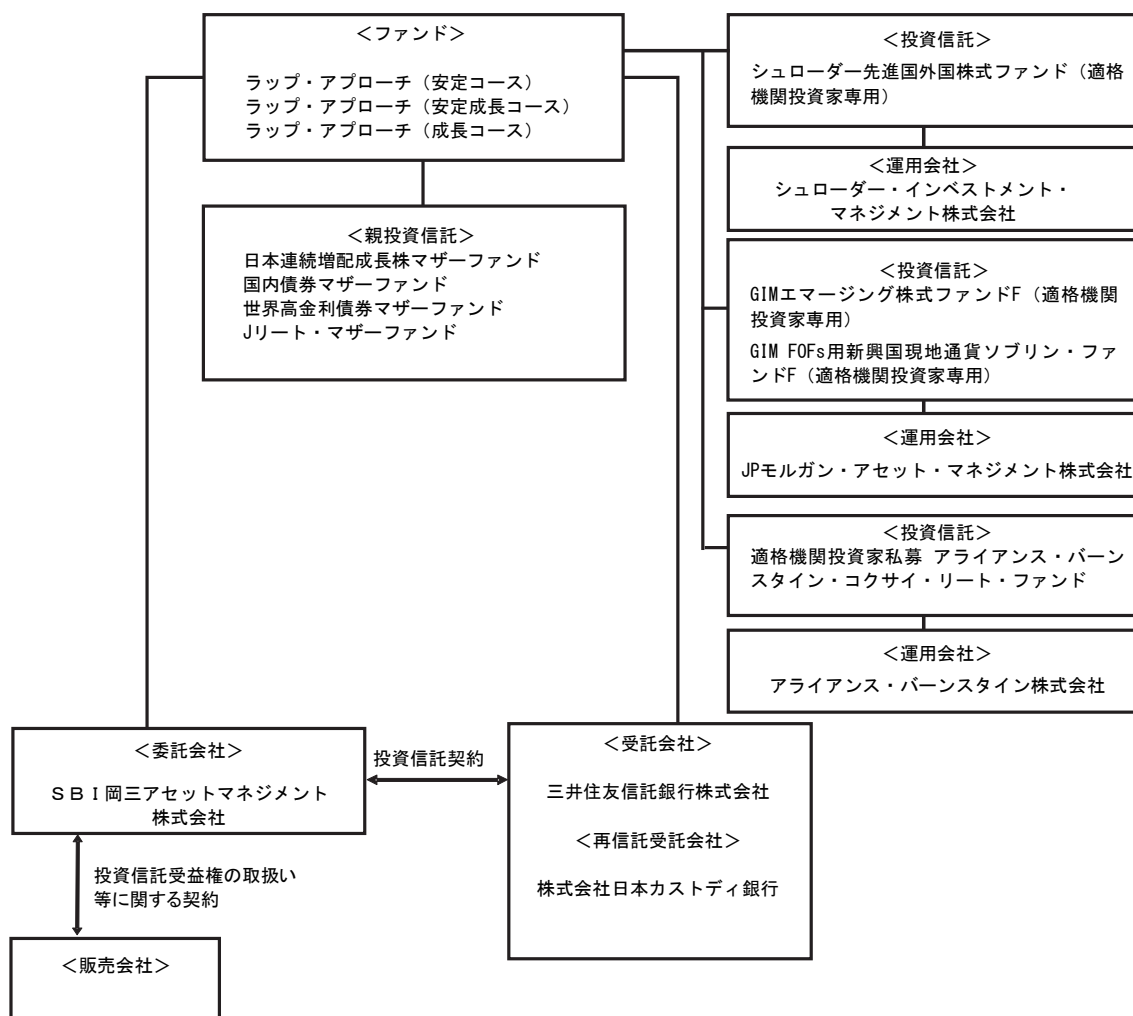 ＜ファンド＞
ラップ・アプローチ（安定コース）
ラップ・アプローチ（安定成長コース）
ラップ・アプローチ（成長コース）
＜親投資信託＞
日本連続増配成長株マザーファンド
国内債券マザーファンド
世界高金利債券マザーファンド
Jリート・マザーファンド
＜投資信託＞
シュローダー先進国外国株式ファンド（適格
機関投資家専用）
＜運用会社＞
シュローダー・インベストメント・
マネジメント株式会社
＜投資信託＞
GIMエマージング株式ファンドF（適格機関
投資家専用）
GIM FOFs用新興国現地通貨ソブリン・ファ
ンドF（適格機関投資家専用）
＜運用会社＞
JPモルガン・アセット・マネジメント株式会社
＜投資信託＞
適格機関投資家私募 アライアンス・バーン
スタイン・コクサイ・リート・ファンド
＜運用会社＞
アライアンス・バーンスタイン株式会社
＜委託会社＞
ＳＢＩ岡三アセットマネジメント
株式会社
投資信託契約
＜受託会社＞
三井住友信託銀行株式会社
＜再信託受託会社＞
株式会社日本カストディ銀行
投資信託受益権の取扱い
等に関する契約
＜販売会社＞